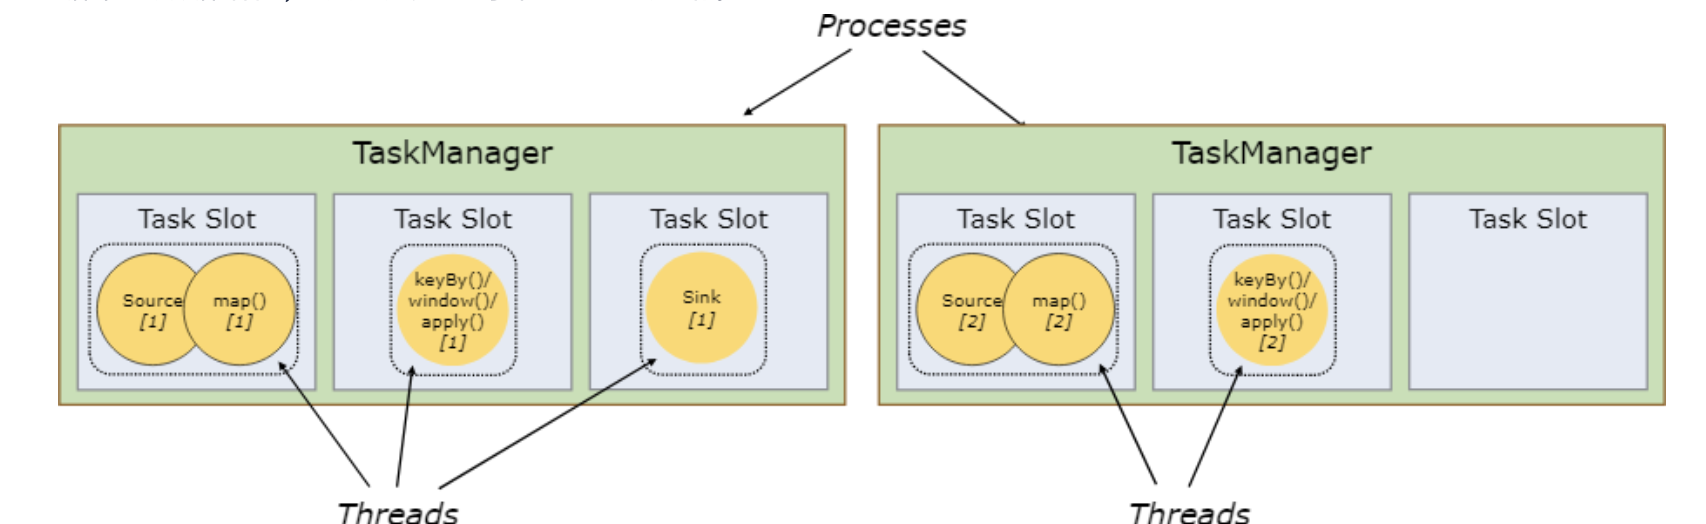 Processes
TaskManager
Task Slot
Source
[1]
map()
[1]
Task Slot
keyBy()/
window()/
apply()
[1]
Task Slot
Sink
[1]
Threads
TaskManager
Task Slot
Source
[2]
map()
[2]
Task Slot
keyBy()/
window()/
apply()
[2]
Task Slot
Threads